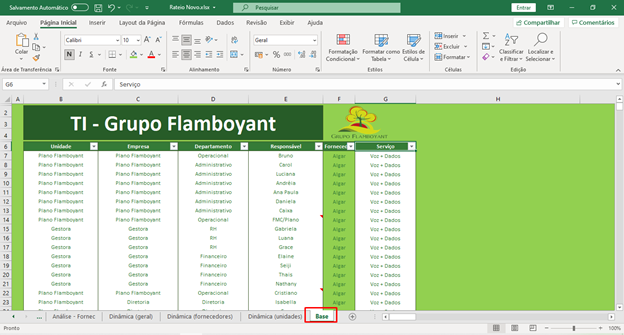 Salvamento Automático Rateio Novo.xlsx Pesquisar Entrar
Arquivo Página Inicial Inserir Layout da Página Fórmulas Dados Revisão Exibir Ajuda Compartilhar Comentários
Colar Calibri 10 Geral Formatação Condicional Formatar como Tabela Estilos de Célula Inserir Excluir Formatar Classificar e Filtrar Localizar e Selecionar
Área de Transferência Fonte Alinhamento Número Estilos Células Edição
G6 fx Serviço
A B C D E F G H
2
3 TI - Grupo Flamboyant
4 GRUPO FLAMBOYANT
6 Unidade Empresa Departamento Responsável Fornece Serviço
7 Plano Flamboyant Plano Flamboyant Operacional Bruno Algar Voz + Dados
8 Plano Flamboyant Plano Flamboyant Administrativo Carol Algar Voz + Dados
9 Plano Flamboyant Plano Flamboyant Administrativo Luciana Algar Voz + Dados
10 Plano Flamboyant Plano Flamboyant Administrativo Andréia Algar Voz + Dados
11 Plano Flamboyant Plano Flamboyant Administrativo Ana Paula Algar Voz + Dados
12 Plano Flamboyant Plano Flamboyant Administrativo Daniela Algar Voz + Dados
13 Plano Flamboyant Plano Flamboyant Administrativo Caixa Algar Voz + Dados
14 Plano Flamboyant Plano Flamboyant Operacional PMC/Plano Algar Voz + Dados
15 Gestora Gestora RH Gabriela Algar Voz + Dados
16 Gestora Gestora RH Luana Algar Voz + Dados
17 Gestora Gestora RH Grace Algar Voz + Dados
18 Gestora Gestora Financeiro Elaine Algar Voz + Dados
19 Gestora Gestora Financeiro Seiji Algar Voz + Dados
20 Gestora Gestora Financeiro Thaís Algar Voz + Dados
21 Gestora Gestora Financeiro Nathany Algar Voz + Dados
22 Plano Flamboyant Plano Flamboyant Operacional Cristiano Algar Voz + Dados
23 Gestora Diretoria Diretoria Isabella Algar Voz + Dados
... Análise - Fornec Dinâmica (geral) Dinâmica (fornecedores) Dinâmica (unidades) Base
Pronto 100%